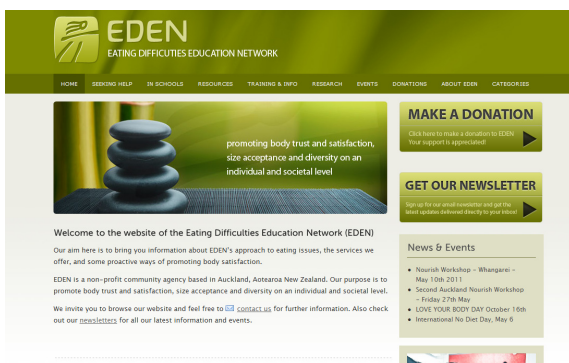 EDEN
EATING DIFFICUTIES EDUCATION NETWORK
HOME SEEKING HELP IN SCHOOLS RESOURCES TRAINING & INFO RESEARCH EVENTS DONATIONS ABOUT EDEN CATEGORIES
promoting body trust and satisfaction,
size acceptance and diversity on an
individual and societal level
MAKE A DONATION
Click here to make a donation to EDEN
Your support is appreciated!
GET OUR NEWSLETTER
Sign up for our email newsletter and get the
latest updates delivered directly to your inbox!
Welcome to the website of the Eating Difficulties Education Network (EDEN)
Our aim here is to bring you information about EDEN's approach to eating issues, the services we
offer, and some proactive ways of promoting body satisfaction.
EDEN is a non-profit community agency based in Auckland, Aotearoa New Zealand. Our purpose is to
promote body trust and satisfaction, size acceptance and diversity on an individual and societal level.
We invite you to browse our website and feel free to contact us for further information. Also check
out our newsletters for all our latest information and events.
News & Events
• Nourish Workshop - Whangarei -
May 10th 2011
• Second Auckland Nourish Workshop
- Friday 27th May
• LOVE YOUR BODY DAY October 16th
• International No Diet Day, May 6